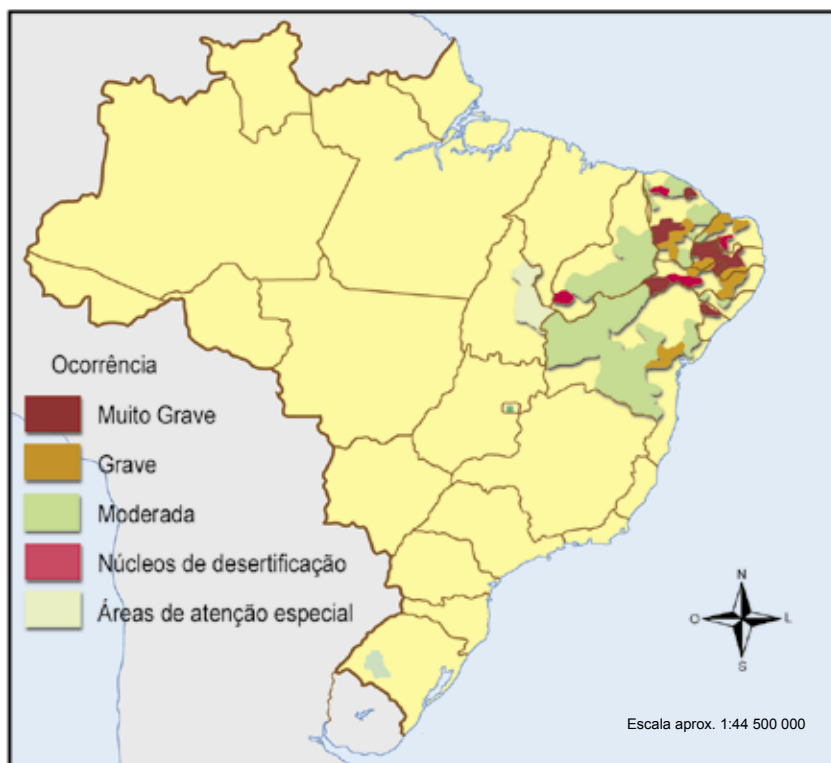 Ocorrência
Muito Grave
Grave
Moderada
Núcleos de desertificação
Áreas de atenção especial
N
O
L
S
Escala aprox. 1:44 500 000